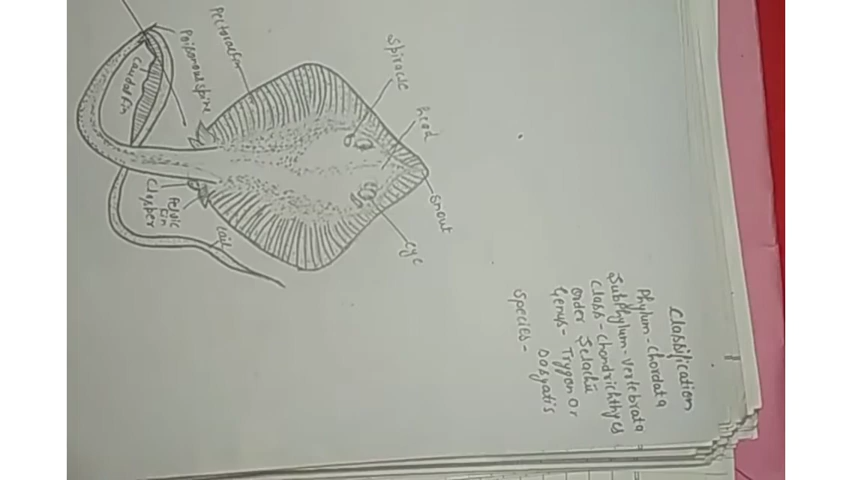 Classification
Phylum - Chordata
Subphylum - vertebrata
Class - Chondrichthyes
order Selachii
Genus - Trygon or
Dasyatis
Species -
snout
eye
head
spiracle
Pectoral fin
Poisonous spine
Caudal fin
Pelvic
fin
Clasper
tail